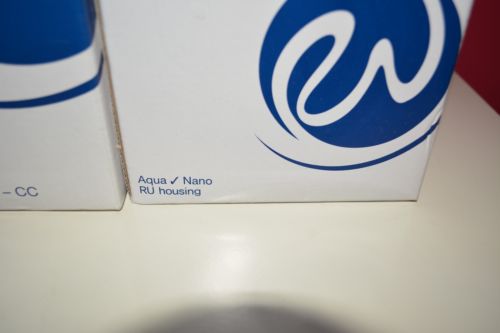 – CC
Aqua ✓ Nano
RU housing